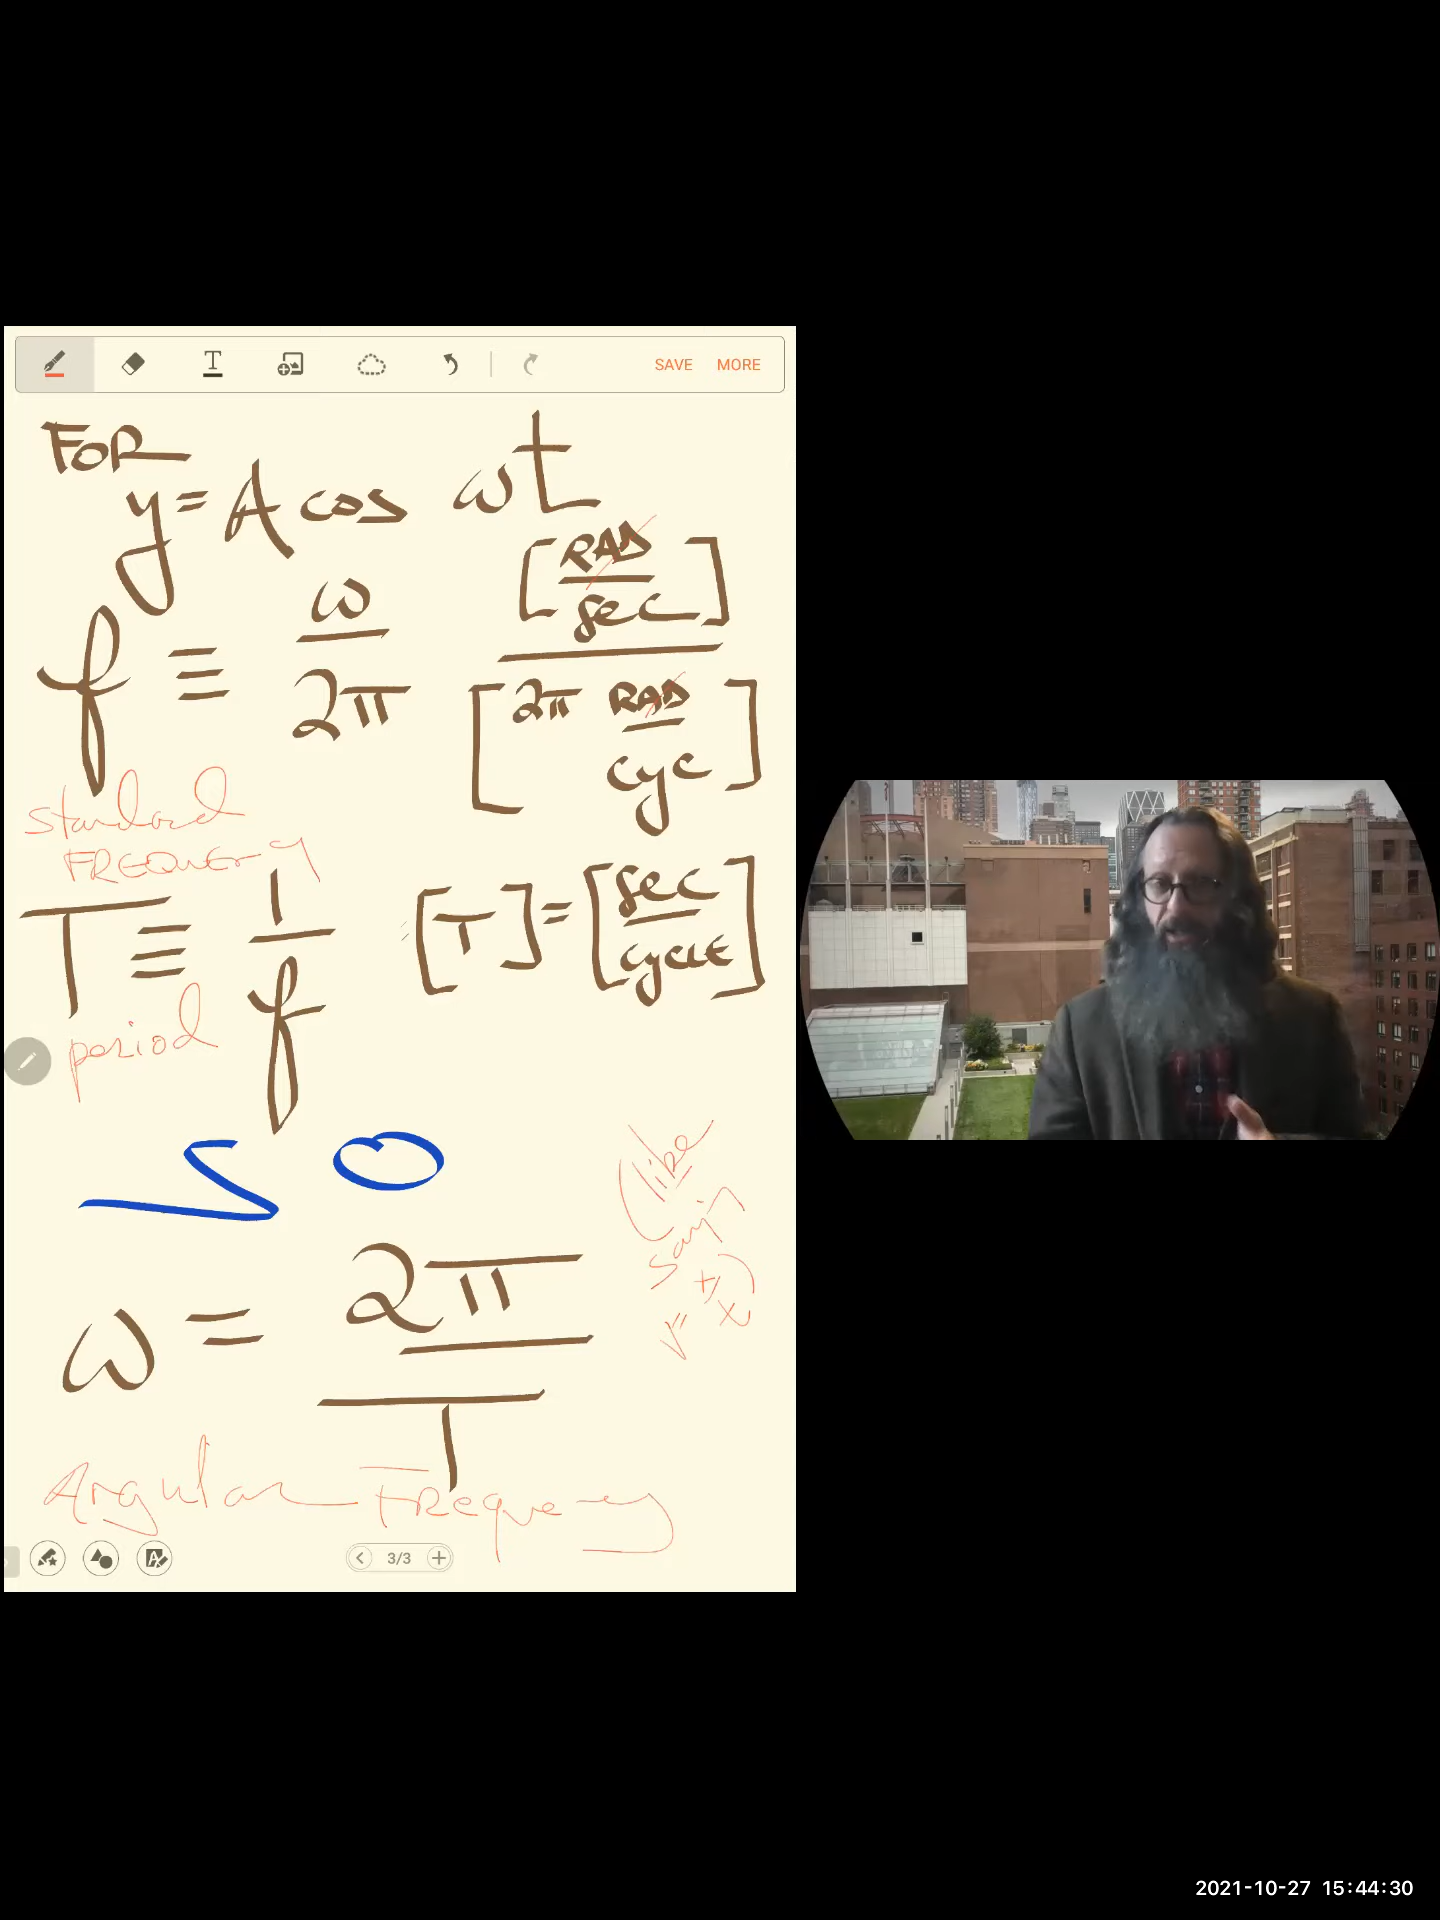 SAVE MORE
FOR
y = A cos ωt
f ≡ ω/2π [RAD/sec]/[2π RAD/cyc]
standard
FREQUENCY
T ≡ 1/f [T] = [sec/cycle]
period
SO
(like
ω = 2π/T
Angular Frequency
3/3
2021-10-27 15:44:30